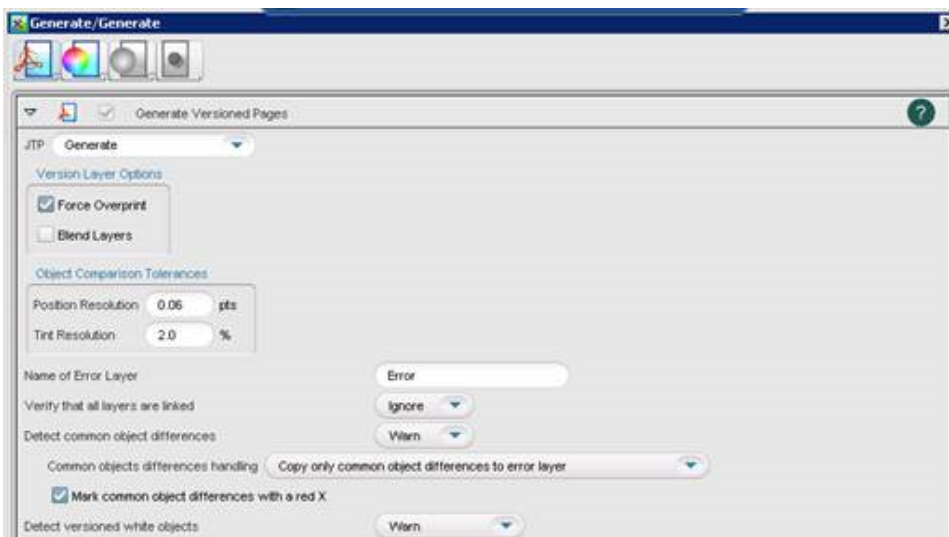 Generate/Generate
Generate Versioned Pages
?
JTP Generate
Version Layer Options
Force Overprint
Blend Layers
Object Comparison Tolerances
Position Resolution 0.06 pts
Tint Resolution 2.0 %
Name of Error Layer Error
Verify that all layers are linked Ignore
Detect common object differences Warn
Common objects differences handling Copy only common object differences to error layer
Mark common object differences with a red X
Detect versioned white objects Warn